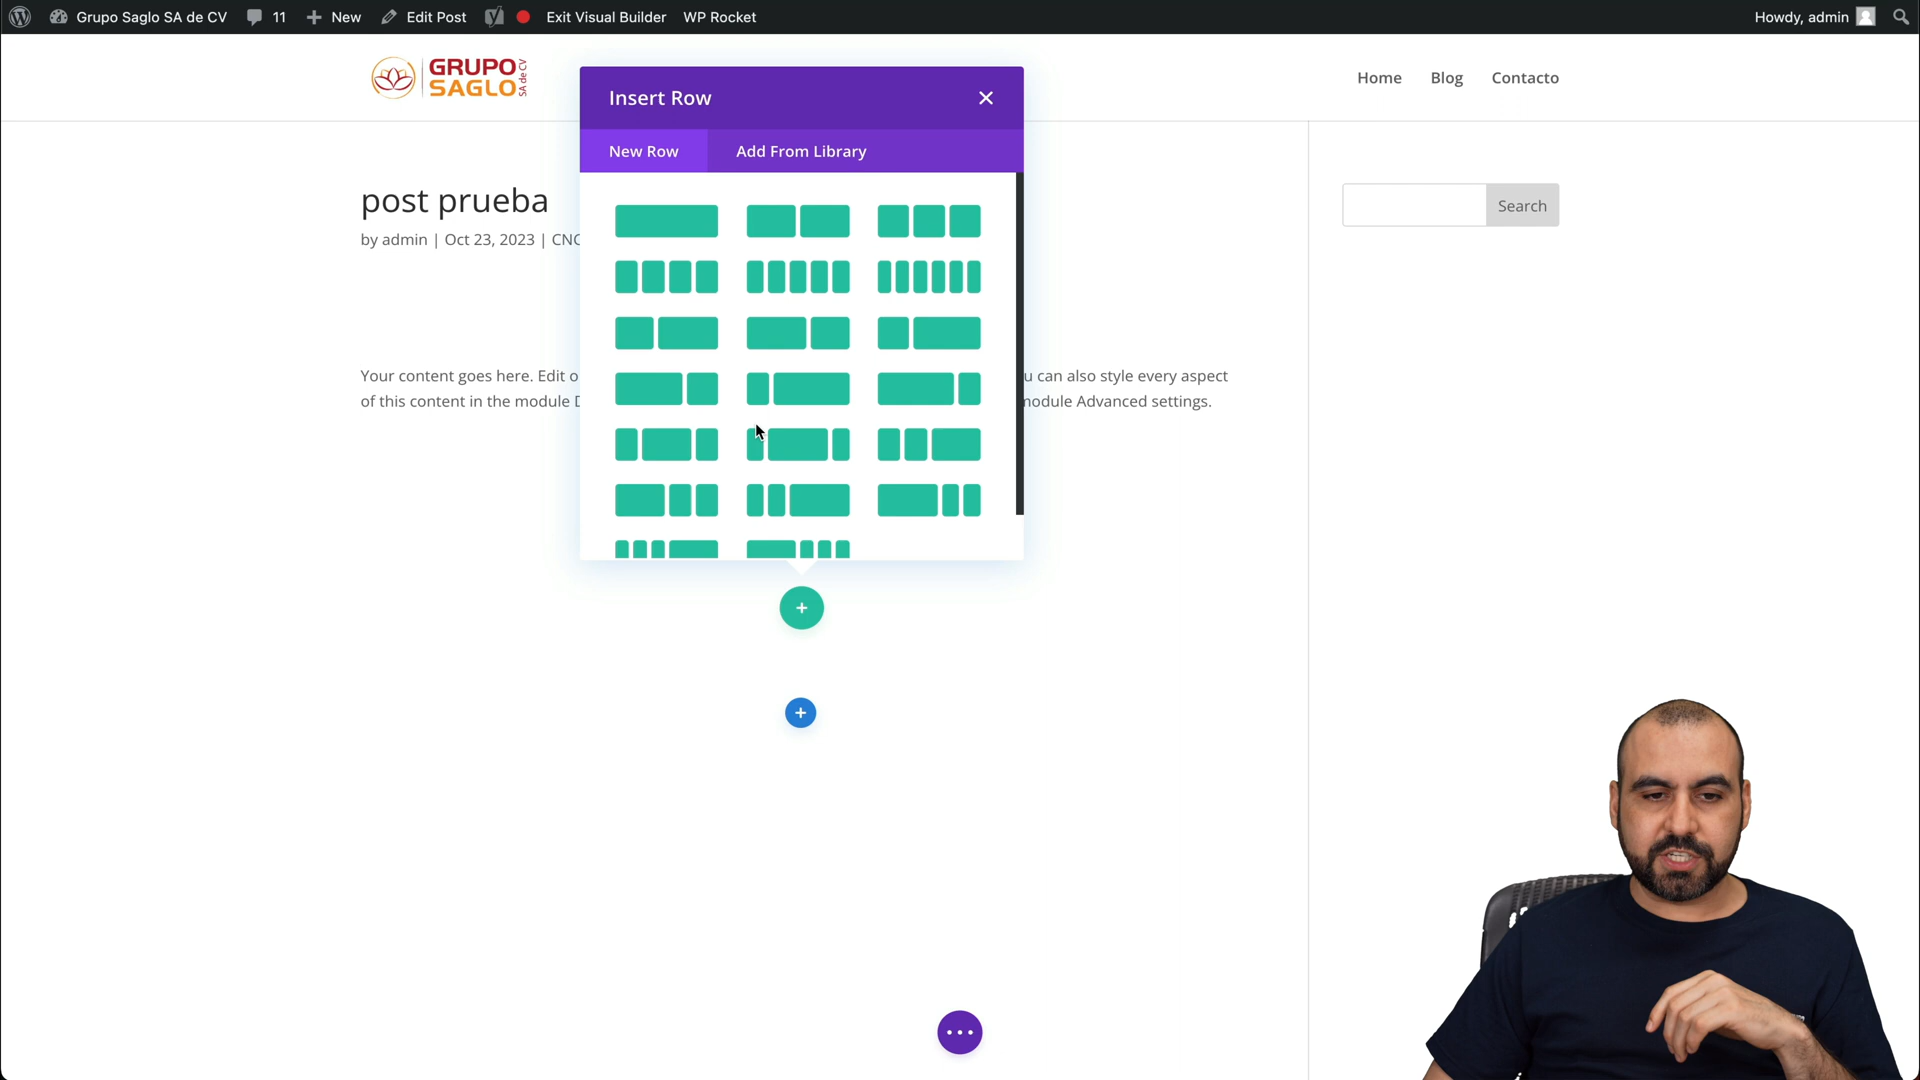 Grupo Saglo SA de CV 11 New Edit Post Exit Visual Builder WP Rocket Howdy, admin
GRUPO
SAGLO
SA de CV
Home Blog Contacto
Insert Row
New Row Add From Library
post prueba
by admin | Oct 23, 2023 | CNC
Search
Your content goes here. Edit o
u can also style every aspect
of this content in the module D
module Advanced settings.